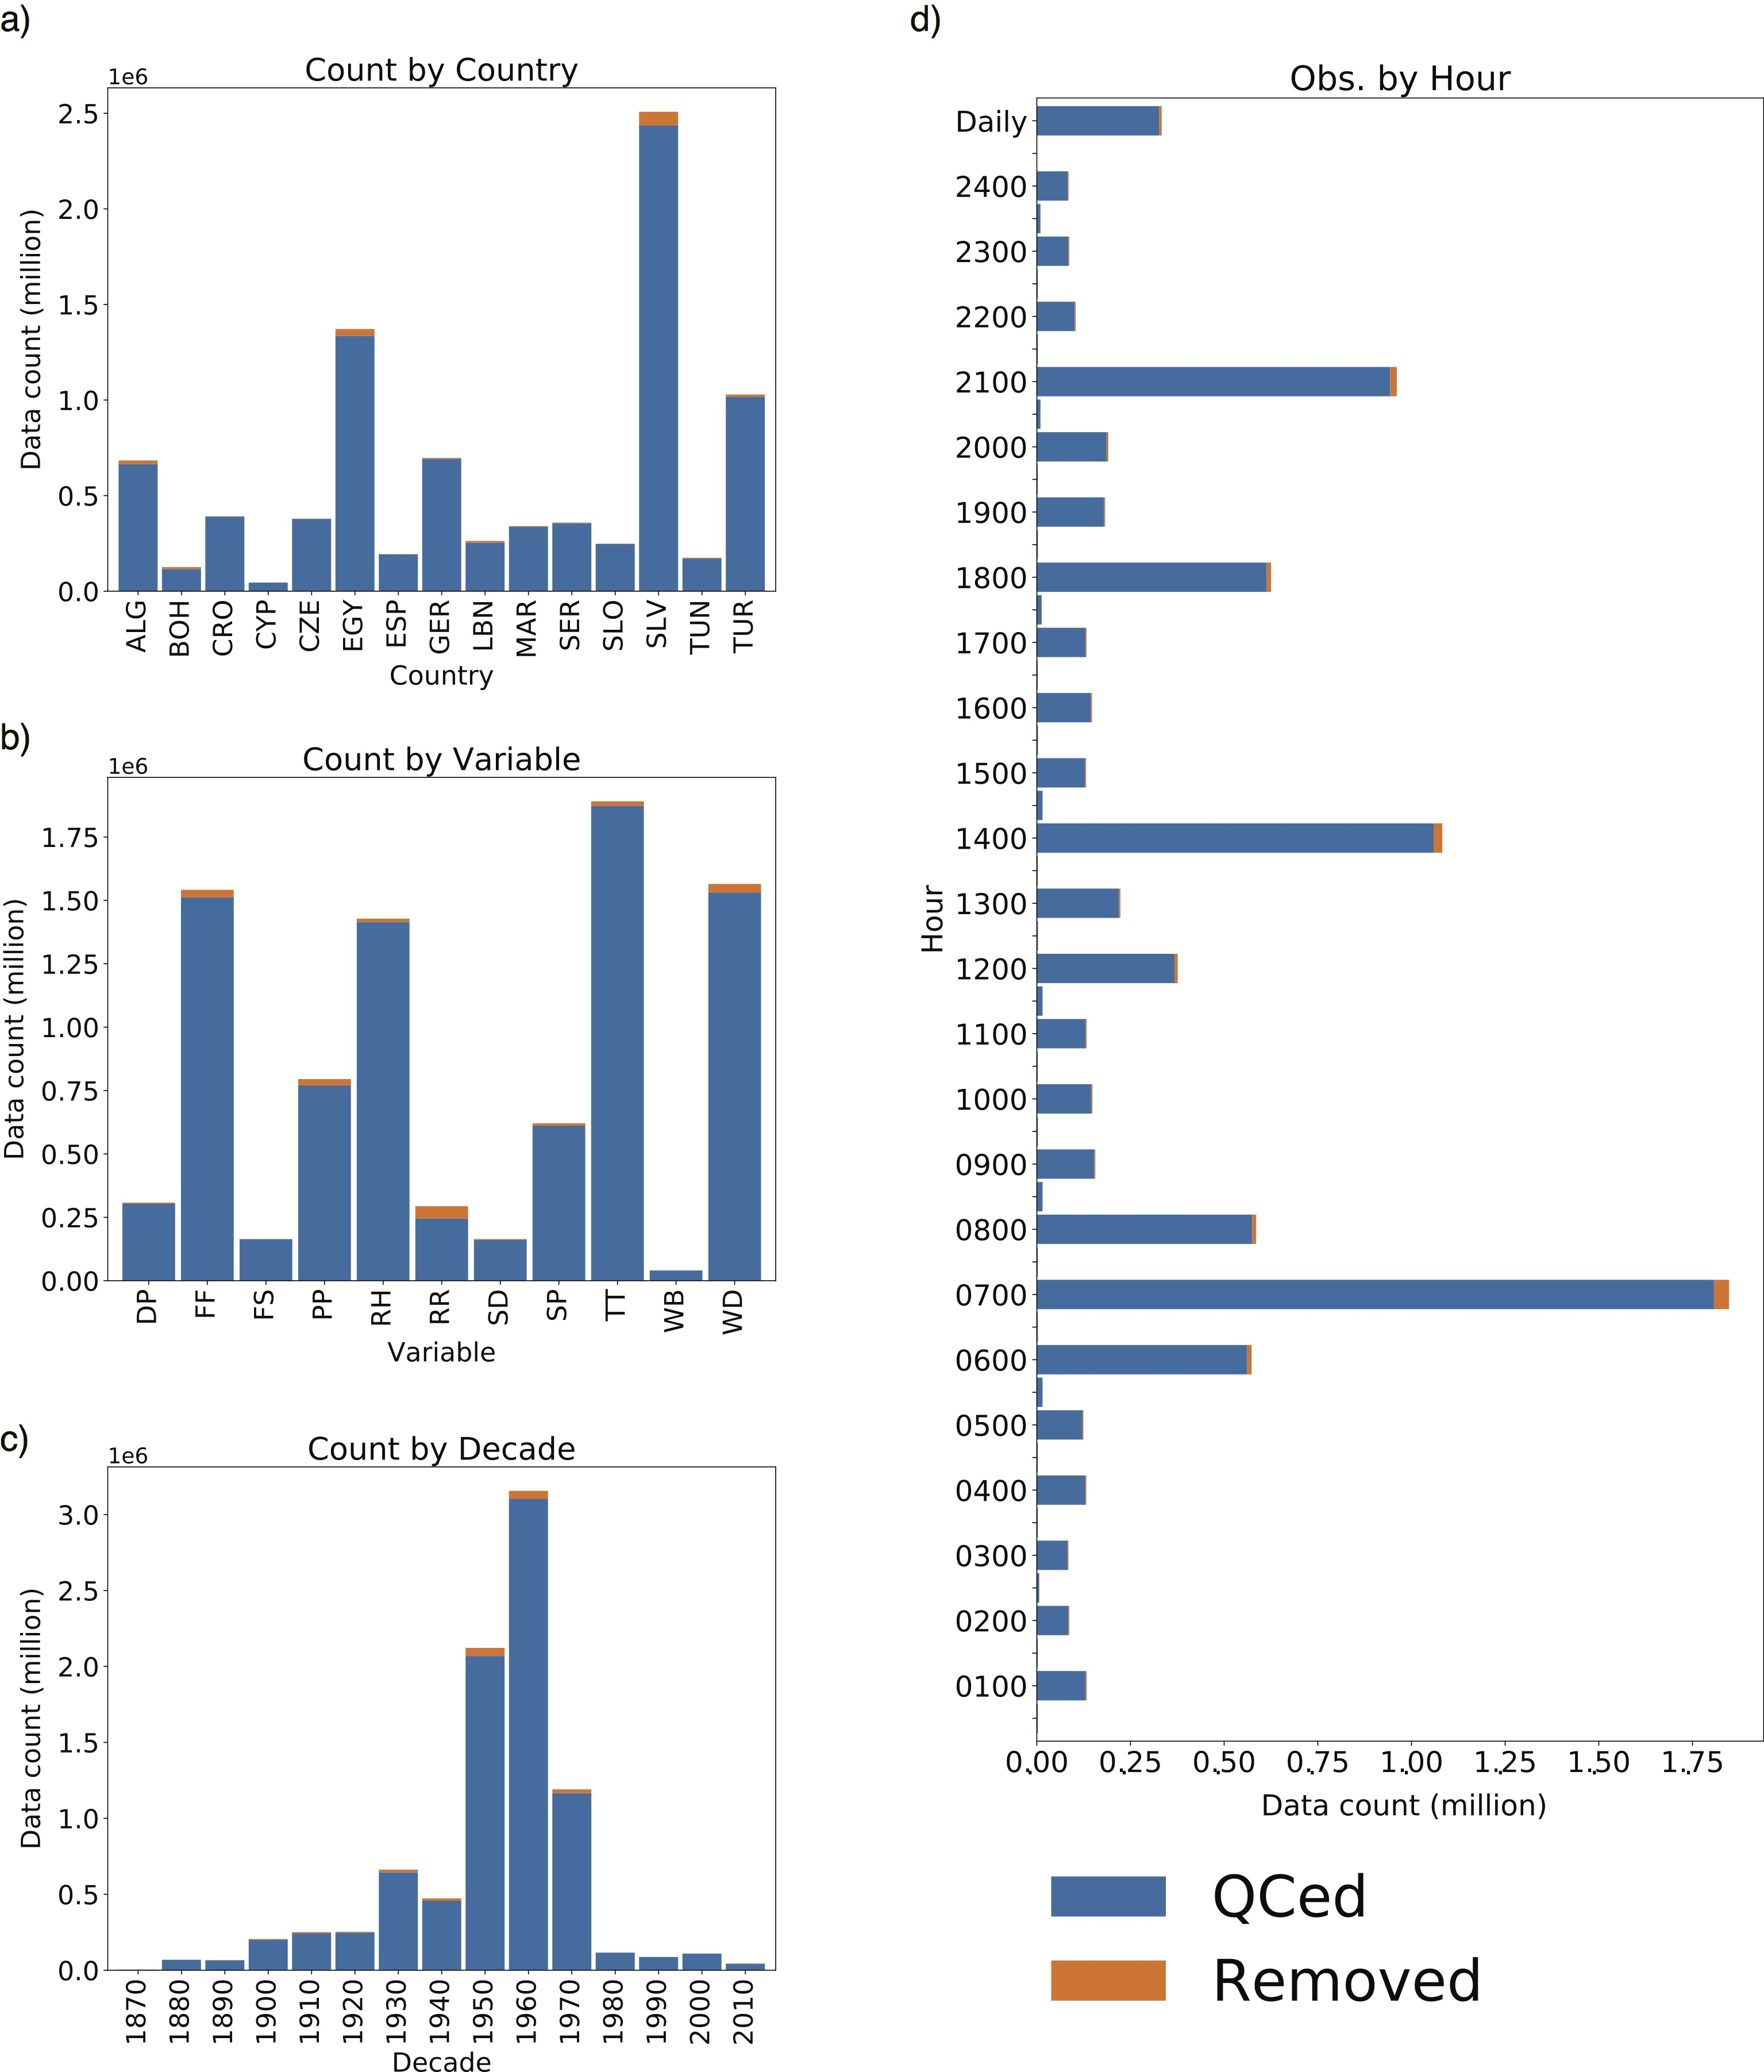 a)
Count by Country
1e6
2.5
2.0
1.5
1.0
0.5
0.0
Data count (million)
ALG
BOH
CRO
CYP
CZE
EGY
ESP
GER
LBN
MAR
SER
SLO
SLV
TUN
TUR
Country
b)
Count by Variable
1e6
1.75
1.50
1.25
1.00
0.75
0.50
0.25
0.00
Data count (million)
DP
FF
FS
PP
RH
RR
SD
SP
TT
WB
WD
Variable
c)
Count by Decade
1e6
3.0
2.5
2.0
1.5
1.0
0.5
0.0
Data count (million)
1870
1880
1890
1900
1910
1920
1930
1940
1950
1960
1970
1980
1990
2000
2010
Decade
d)
Obs. by Hour
Daily
2400
2300
2200
2100
2000
1900
1800
1700
1600
1500
1400
1300
1200
1100
1000
0900
0800
0700
0600
0500
0400
0300
0200
0100
Hour
0.00 0.25 0.50 0.75 1.00 1.25 1.50 1.75
Data count (million)
QCed
Removed